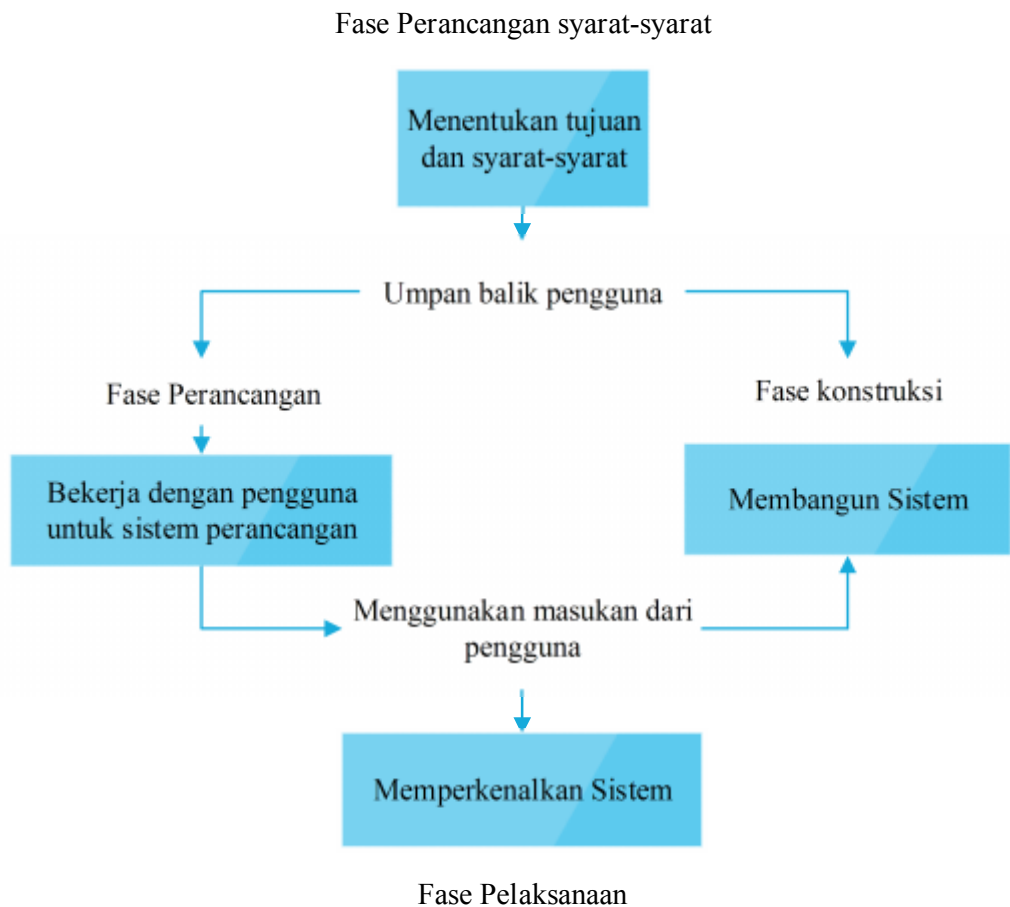 Fase Perancangan syarat-syarat
Menentukan tujuan
dan syarat-syarat
Umpan balik pengguna
Fase Perancangan
Fase konstruksi
Bekerja dengan pengguna
untuk sistem perancangan
Membangun Sistem
Menggunakan masukan dari
pengguna
Memperkenalkan Sistem
Fase Pelaksanaan